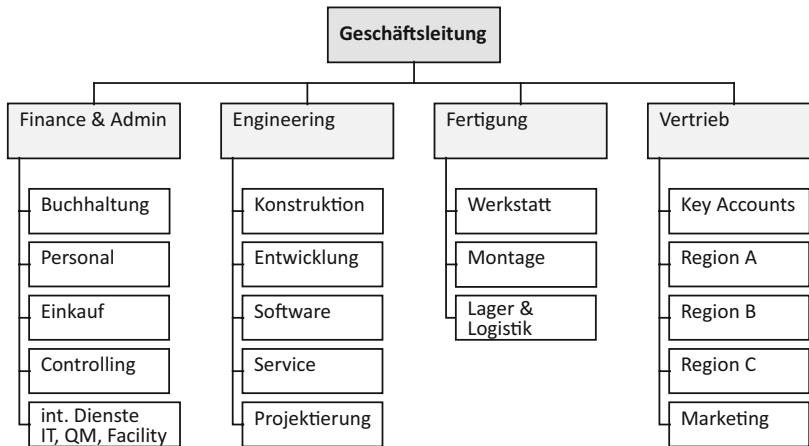 Geschäftsleitung
Finance & Admin
Engineering
Fertigung
Vertrieb
Buchhaltung
Personal
Einkauf
Controlling
int. Dienste
IT, QM, Facility
Konstruktion
Entwicklung
Software
Service
Projektierung
Werkstatt
Montage
Lager &
Logistik
Key Accounts
Region A
Region B
Region C
Marketing